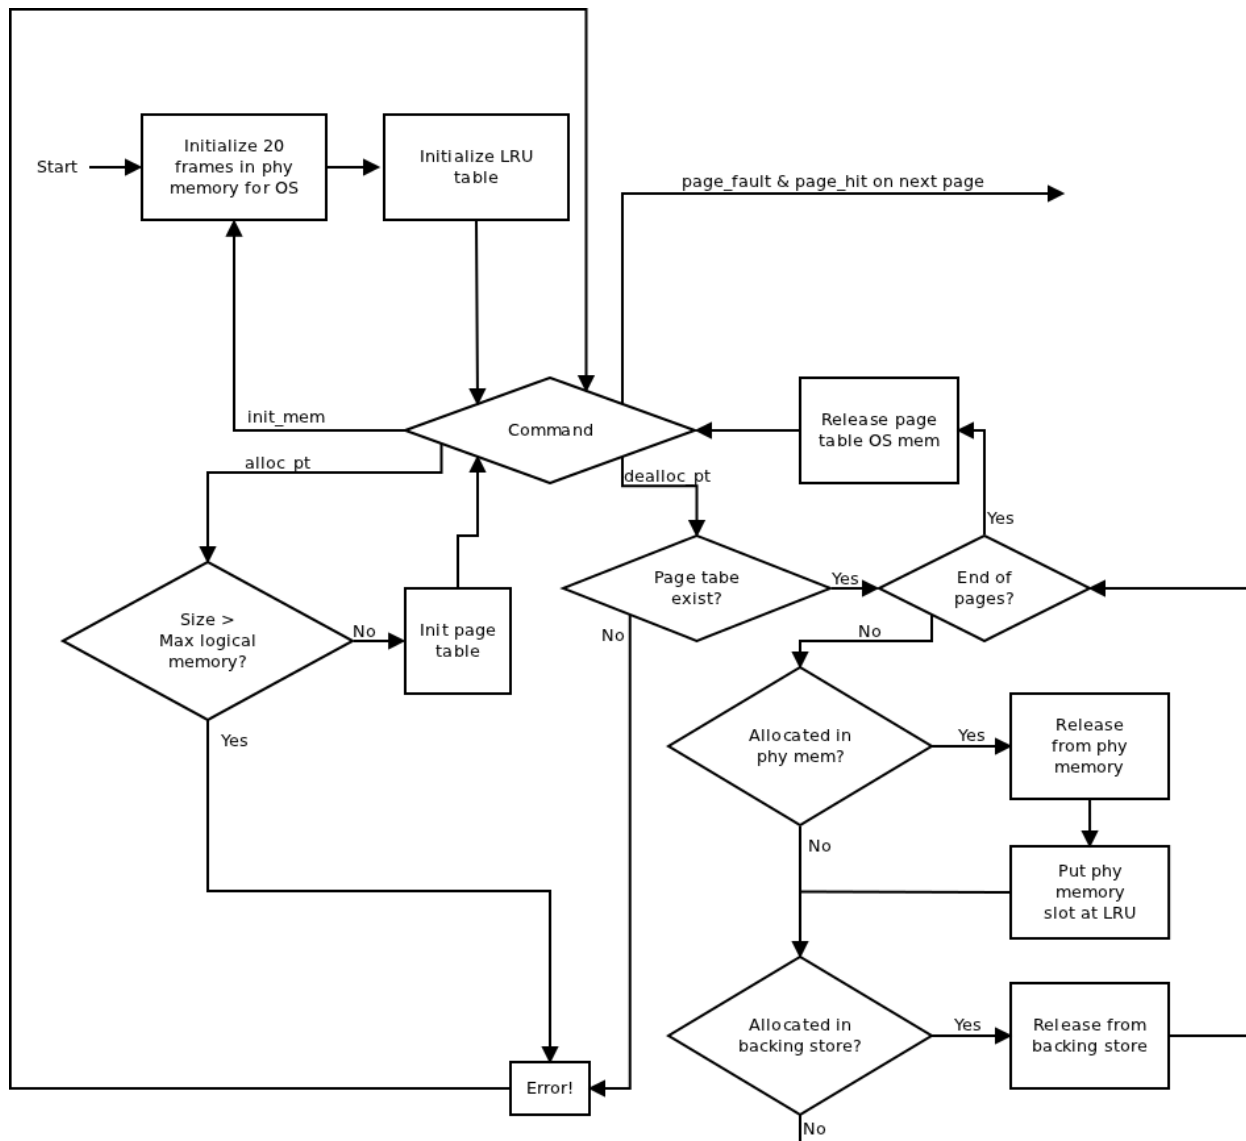 Start
Initialize 20
frames in phy
memory for OS
Initialize LRU
table
page_fault & page_hit on next page
init_mem
Command
Release page
table OS mem
alloc_pt
dealloc_pt
Yes
Size >
Max logical
memory?
No
Init page
table
Page tabe
exist?
Yes
End of
pages?
No
No
Yes
Allocated in
phy mem?
Yes
Release
from phy
memory
No
Put phy
memory
slot at LRU
Allocated in
backing store?
Yes
Release from
backing store
Error!
No